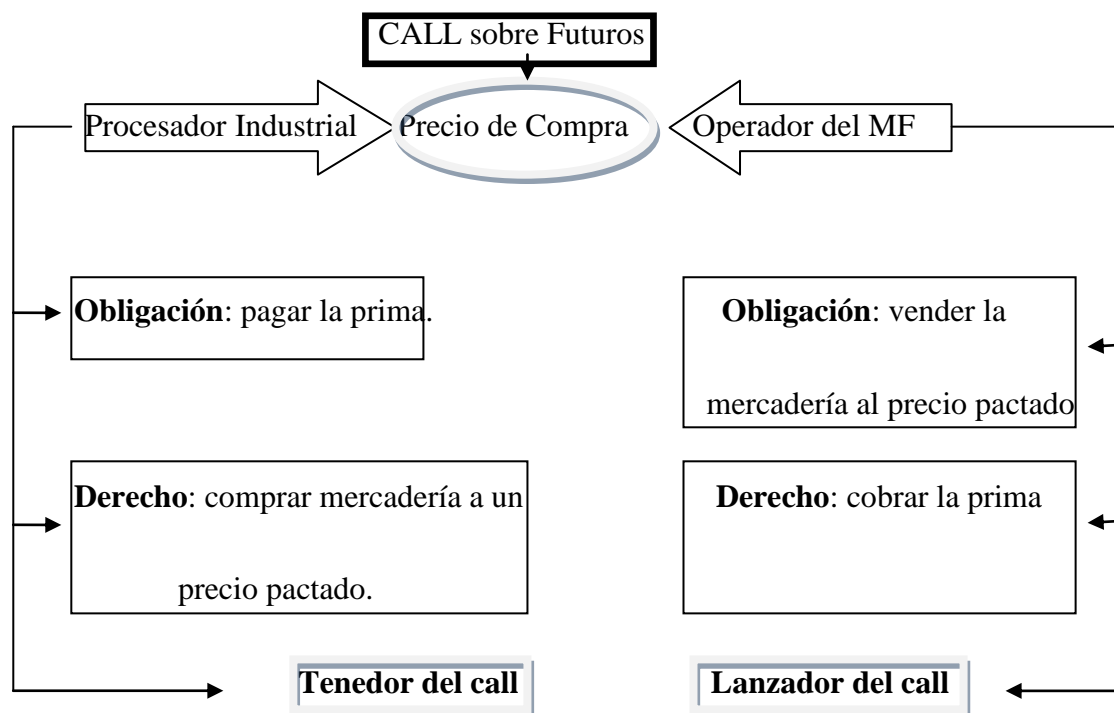 CALL sobre Futuros
Procesador Industrial
Precio de Compra
Operador del MF
Obligación: pagar la prima.
Obligación: vender la
mercadería al precio pactado
Derecho: comprar mercadería a un
precio pactado.
Derecho: cobrar la prima
Tenedor del call
Lanzador del call